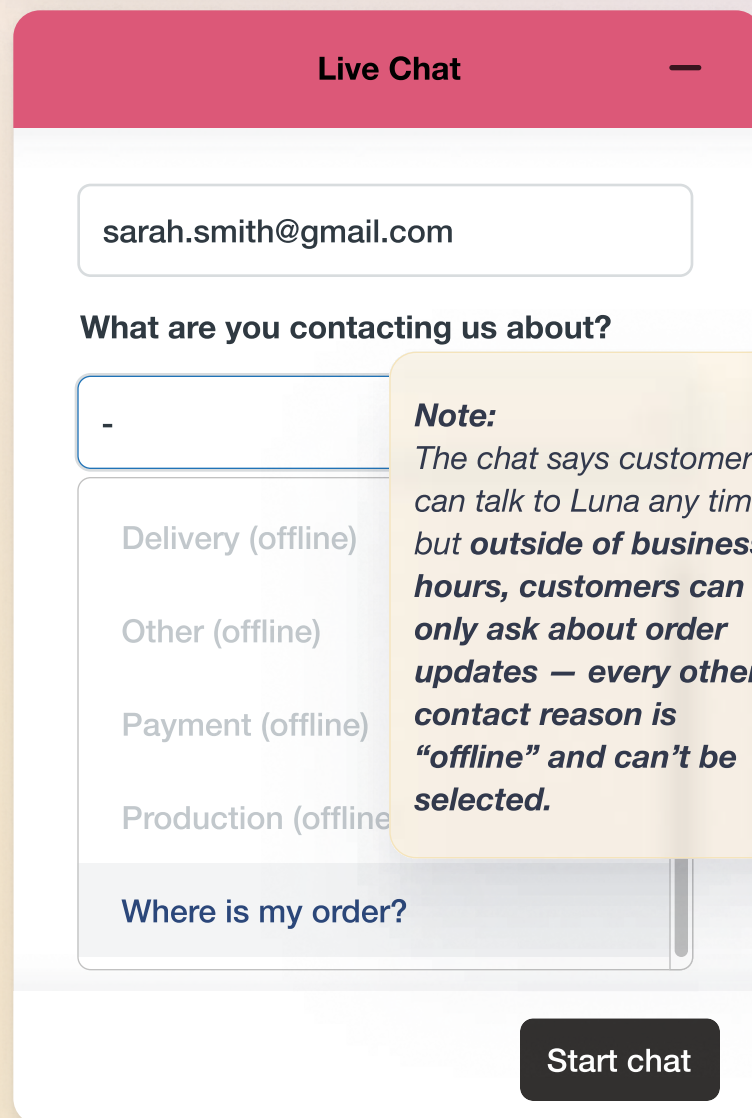 Live Chat
sarah.smith@gmail.com
What are you contacting us about?
-
Delivery (offline)
Other (offline)
Payment (offline)
Production (offline
Where is my order?
Note:
The chat says customer
can talk to Luna any tim
but outside of business
hours, customers can
only ask about order
updates — every other
contact reason is
“offline” and can’t be
selected.
Start chat